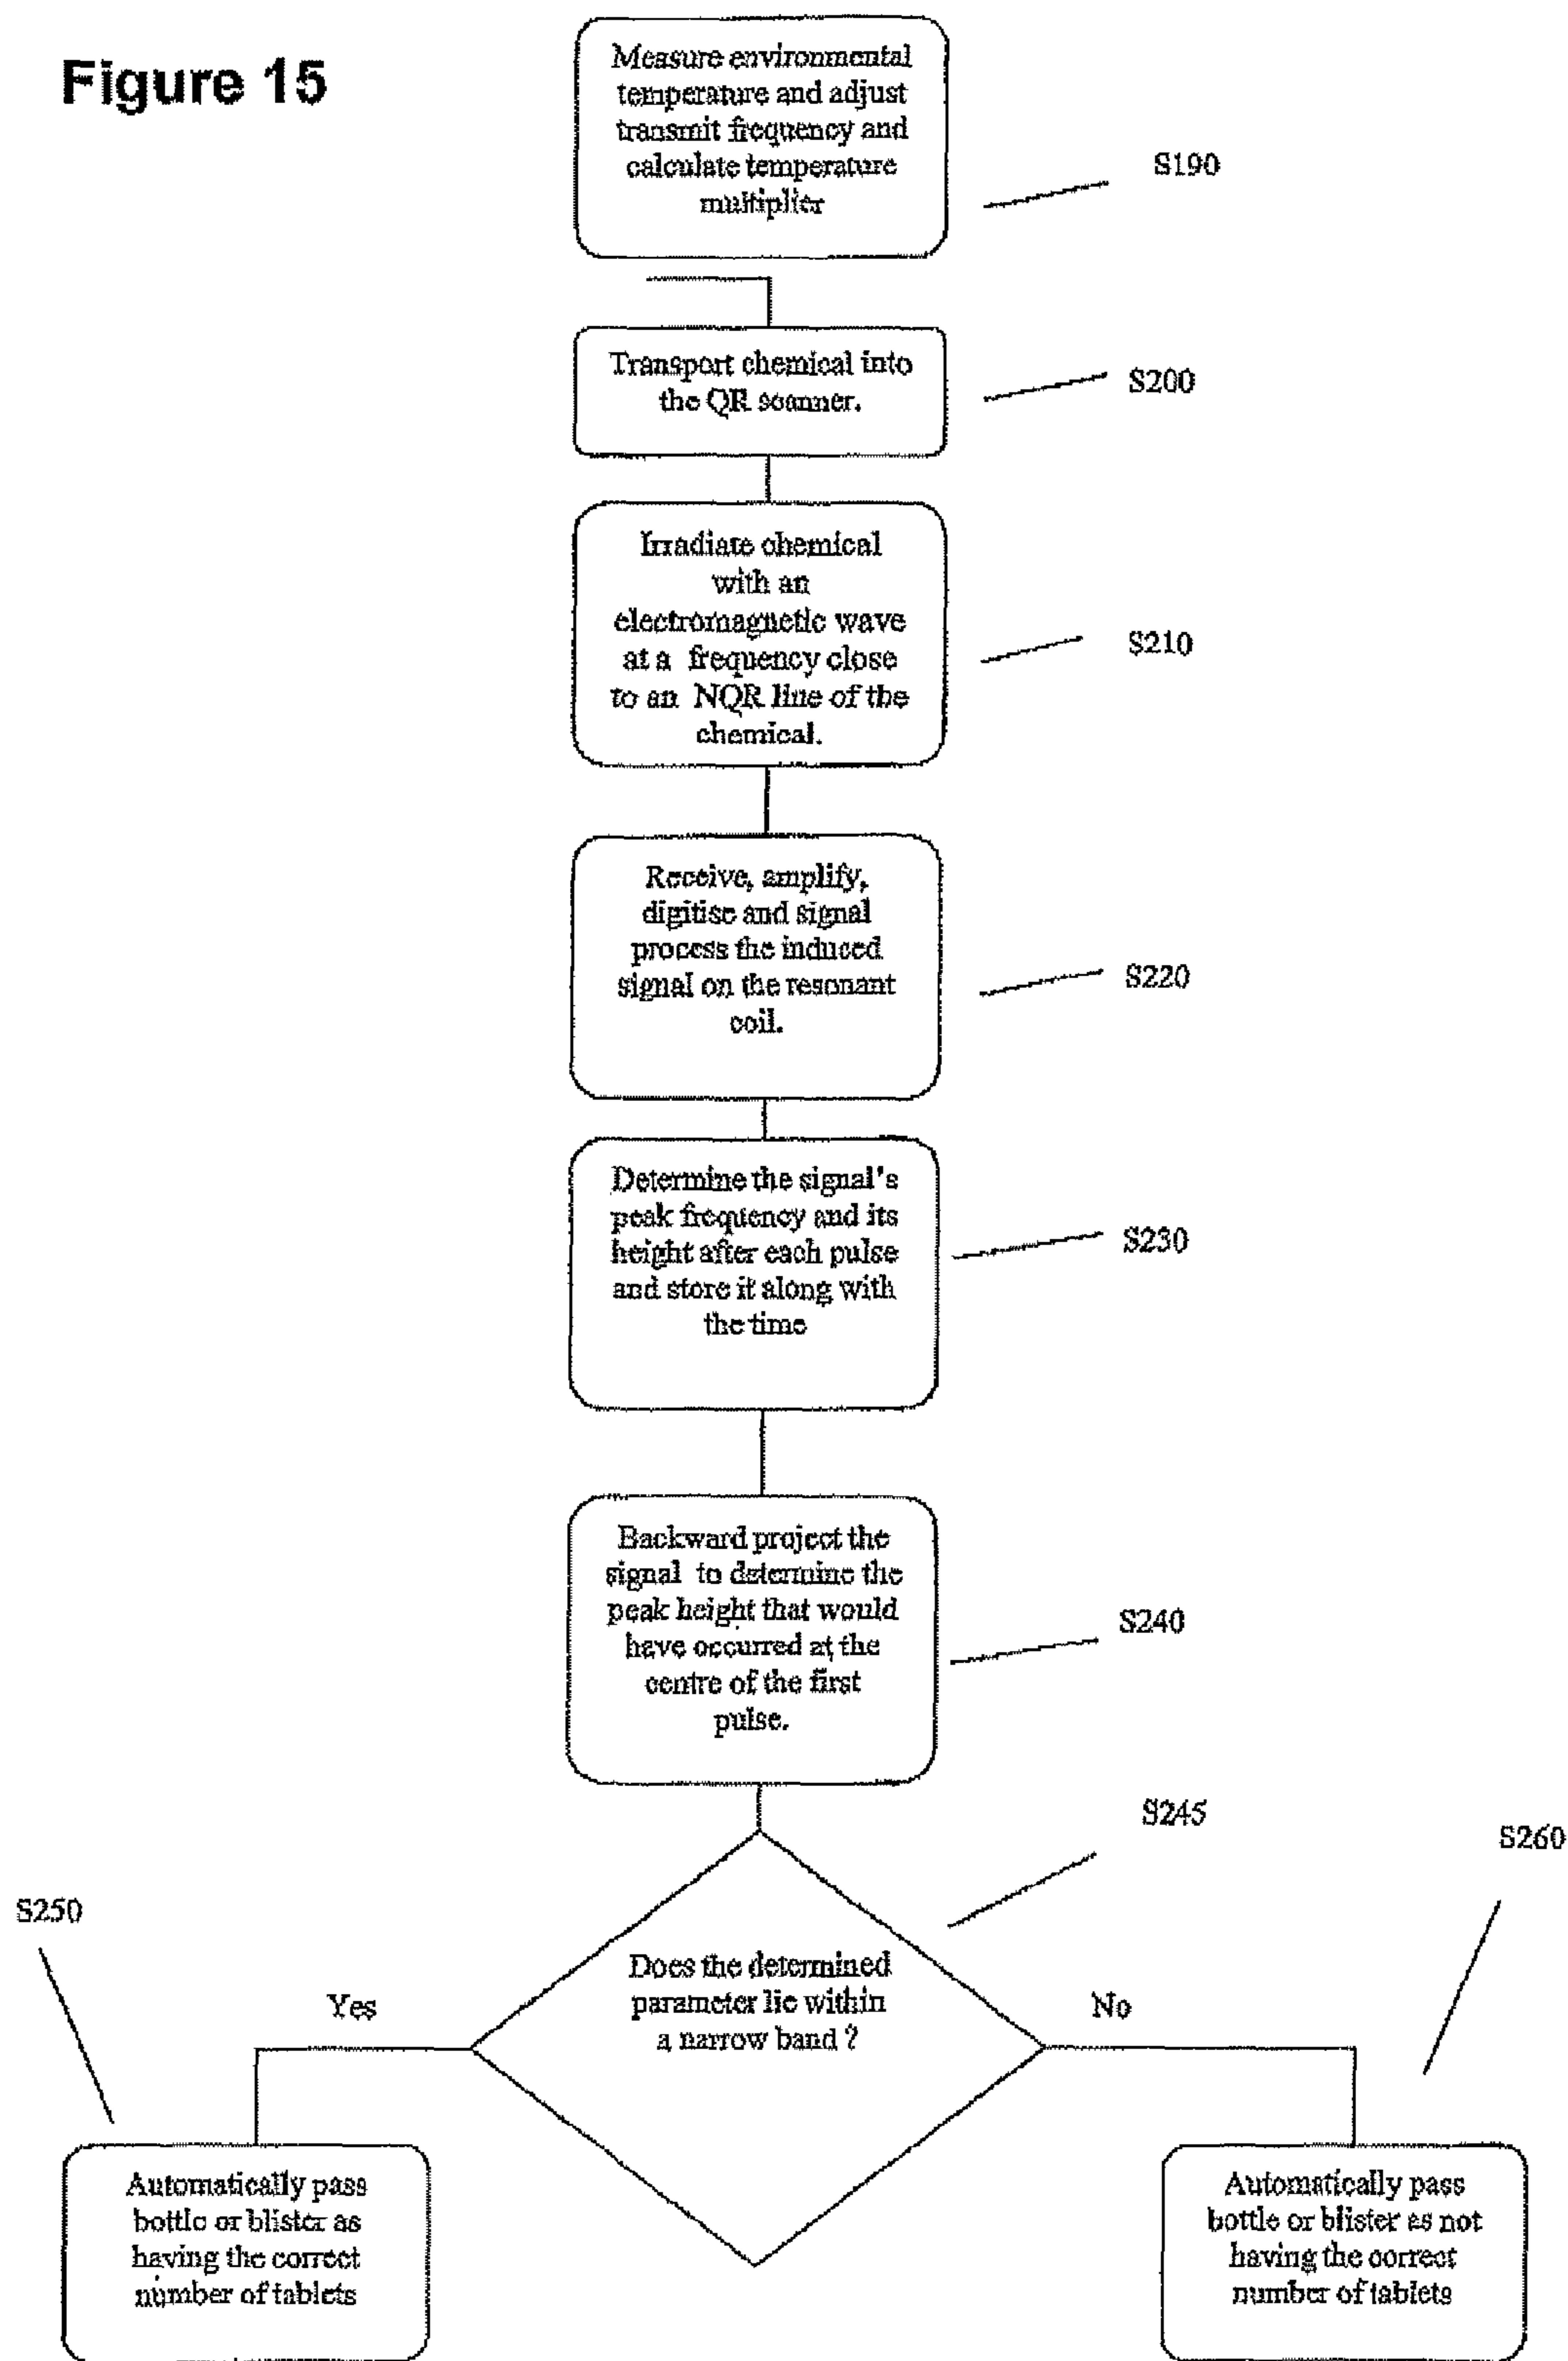 Figure 15
Measure environmental
temperature and adjust
transmit frequency and
calculate temperature
multiplier
S190
Transport chemical into
the QR scanner.
S200
Irradiate chemical
with an
electromagnetic wave
at a frequency close
to an NQR line of the
chemical.
S210
Receive, amplify,
digitise and signal
process the induced
signal on the resonant
coil.
S220
Determine the signal's
peak frequency and its
height after each pulse
and store it along with
the time
S230
Backward project the
signal to determine the
peak height that would
have occurred at the
centre of the first
pulse.
S240
S245
S260
S250
Does the determined
parameter lie within
a narrow band ?
Yes
No
Automatically pass
bottle or blister as
having the correct
number of tablets
Automatically pass
bottle or blister as not
having the correct
number of tablets